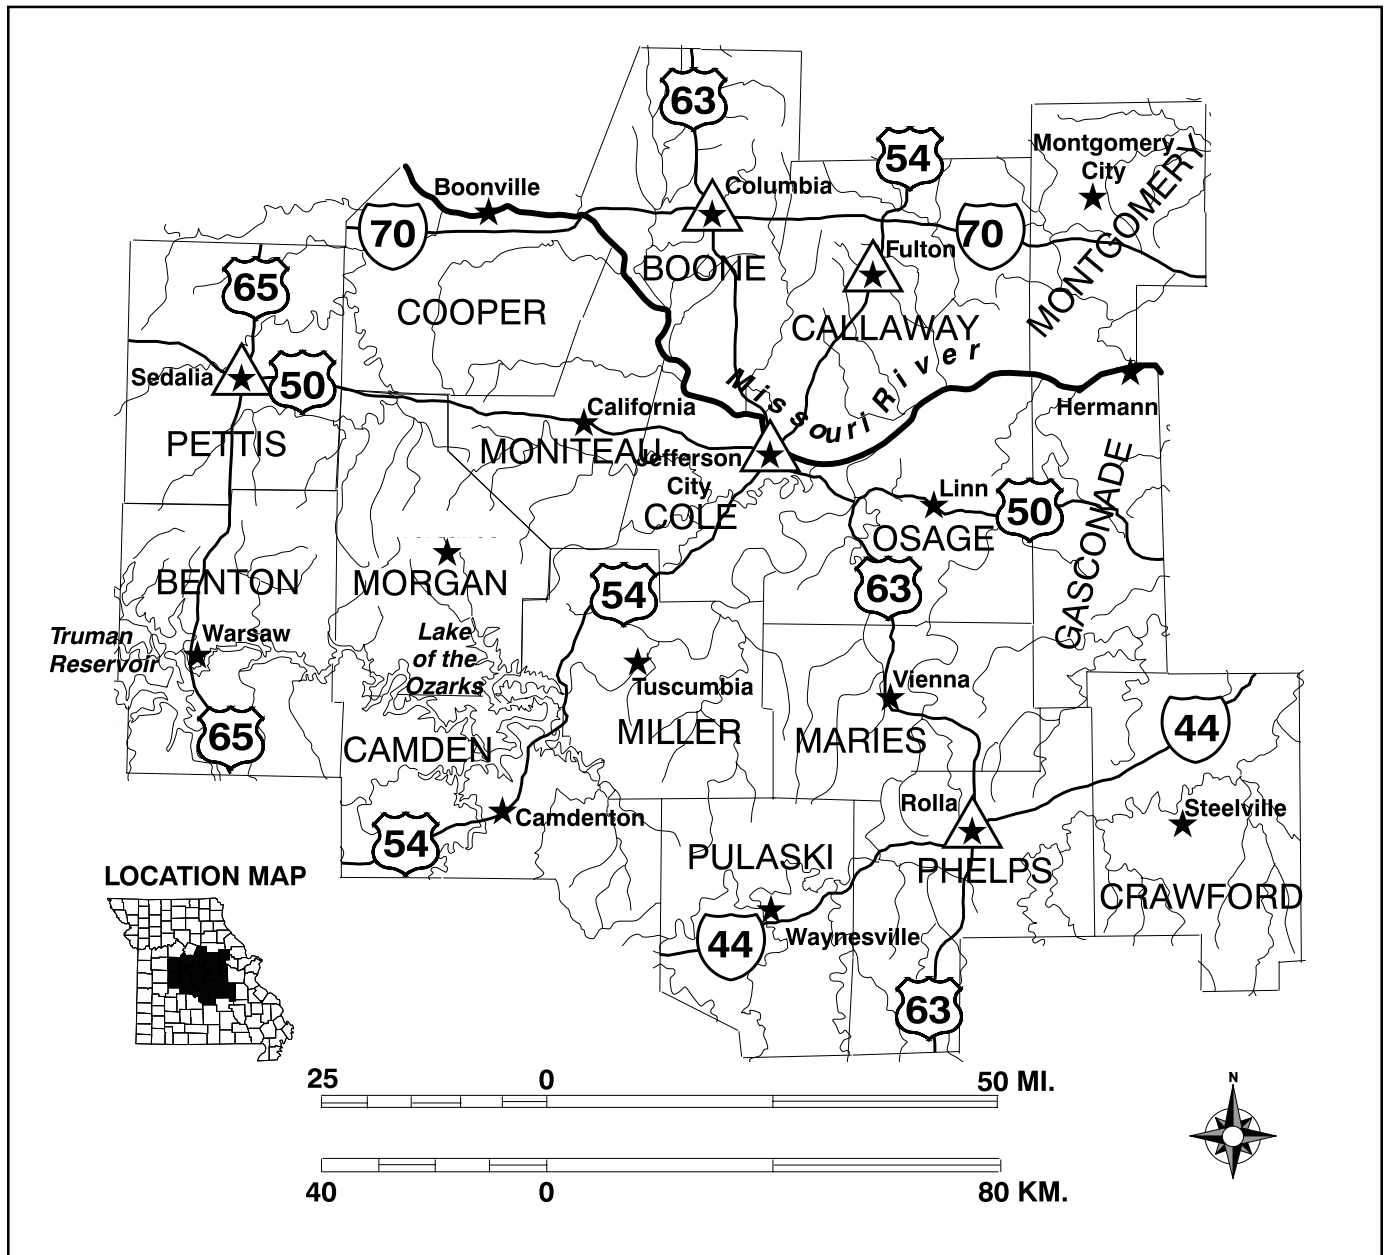 63
54
Montgomery
City
MONTGOMERY
Boonville
Columbia
70
70
Fulton
BOONE
65
COOPER
CALLAWAY
Missouri River
Sedalia
50
California
Hermann
PETTIS
MONITEAU
Jefferson
City
Linn
COLE
50
OSAGE
GASCONADE
BENTON
MORGAN
54
63
Truman
Reservoir
Warsaw
Lake
of the
Ozarks
Tuscumbia
Vienna
65
CAMDEN
MILLER
MARIES
44
Rolla
Steelville
54
Camdenton
PULASKI
PHELPS
CRAWFORD
LOCATION MAP
44
Waynesville
63
25 0 50 MI.
N
40 0 80 KM.